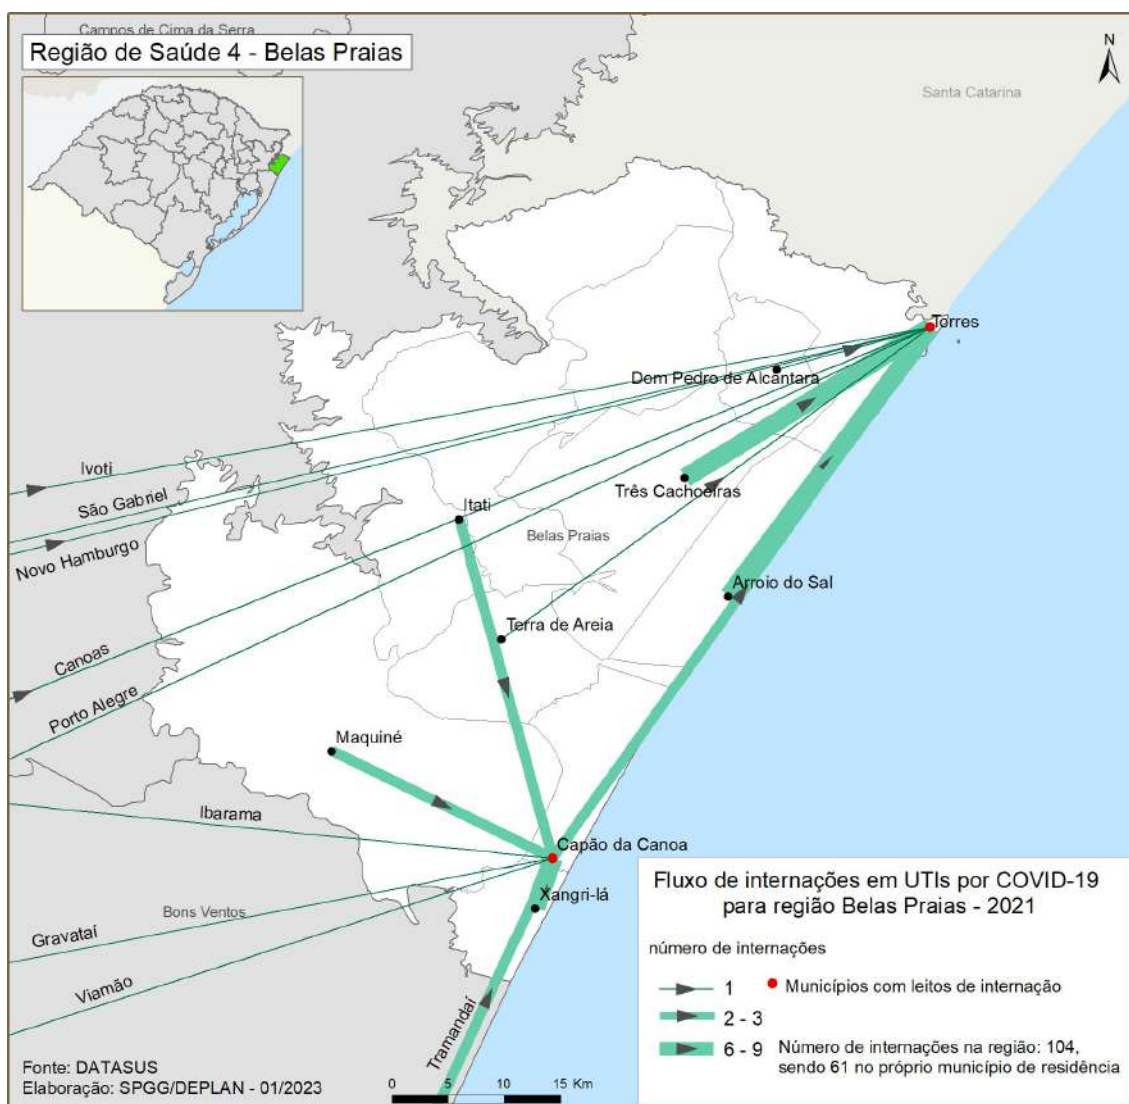 Campos de Cima da Serra
Região de Saúde 4 - Belas Praias
N
Santa Catarina
Torres
Dom Pedro de Alcantara
Ivoti
São Gabriel
Três Cachoeiras
Itati
Novo Hamburgo
Belas Praias
Arroio do Sal
Terra de Areia
Canoas
Porto Alegre
Maquiné
Ibarama
Capão da Canoa
Xangri-lá
Bons Ventos
Gravataí
Viamão
Tramandaí
Fluxo de internações em UTIs por COVID-19
para região Belas Praias - 2021
número de internações
1
Municípios com leitos de internação
2 - 3
6 - 9
Número de internações na região: 104,
sendo 61 no próprio município de residência
Fonte: DATASUS
Elaboração: SPGG/DEPLAN - 01/2023
0 5 10 15 Km